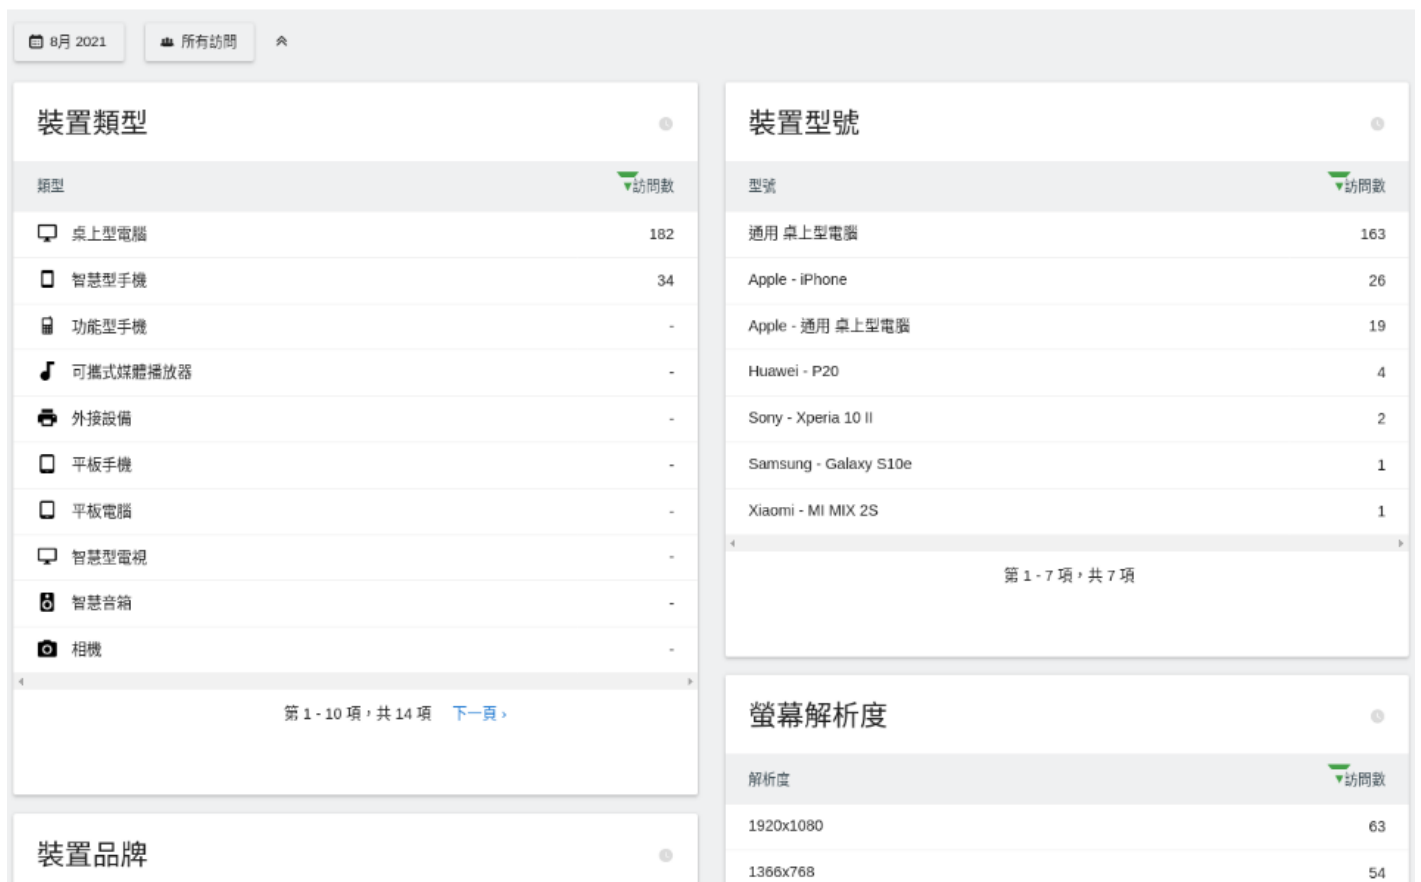 8月 2021
所有訪問
裝置類型
類型 訪問數
桌上型電腦 182
智慧型手機 34
功能型手機 -
可攜式媒體播放器 -
外接設備 -
平板手機 -
平板電腦 -
智慧型電視 -
智慧音箱 -
相機 -
第 1 - 10 項，共 14 項 下一頁 ›
裝置品牌
裝置型號
型號 訪問數
通用 桌上型電腦 163
Apple - iPhone 26
Apple - 通用 桌上型電腦 19
Huawei - P20 4
Sony - Xperia 10 II 2
Samsung - Galaxy S10e 1
Xiaomi - MI MIX 2S 1
第 1 - 7 項，共 7 項
螢幕解析度
解析度 訪問數
1920x1080 63
1366x768 54